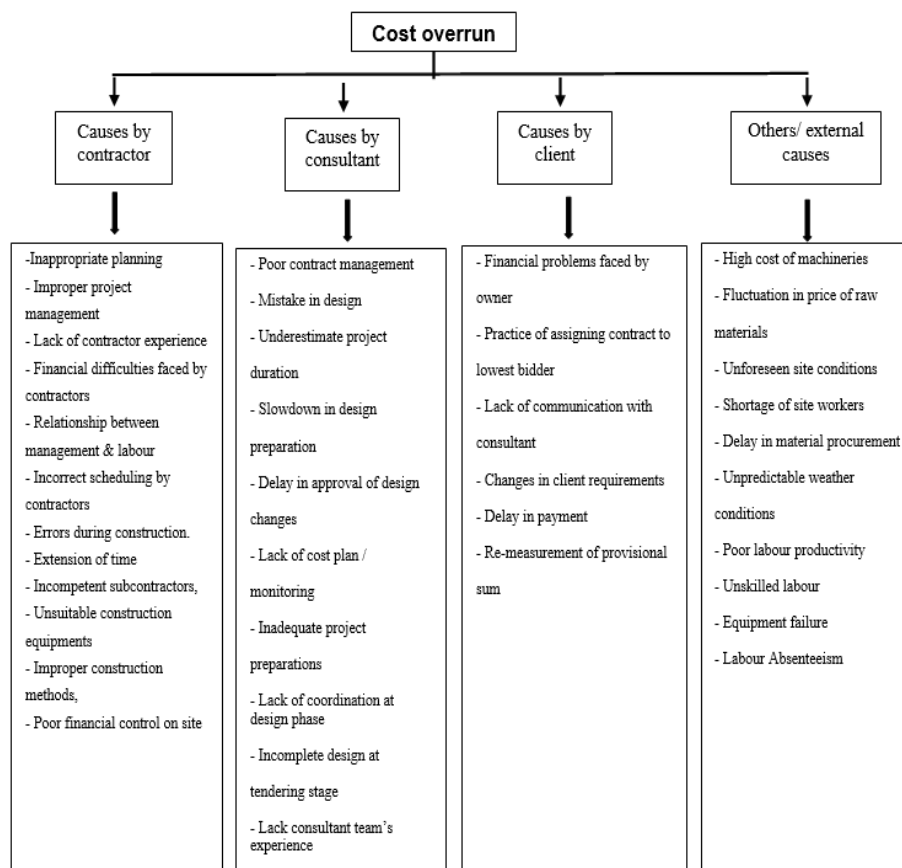 Cost overrun
Causes by
contractor
Causes by
consultant
Causes by
client
Others/ external
causes
-Inappropriate planning
- Improper project
management
- Lack of contractor experience
- Financial difficulties faced by
contractors
- Relationship between
management & labour
- Incorrect scheduling by
contractors
- Errors during construction.
- Extension of time
- Incompetent subcontractors,
- Unsuitable construction
equipments
- Improper construction
methods,
- Poor financial control on site
- Poor contract management
- Mistake in design
- Underestimate project
duration
- Slowdown in design
preparation
- Delay in approval of design
changes
- Lack of cost plan /
monitoring
- Inadequate project
preparations
- Lack of coordination at
design phase
- Incomplete design at
tendering stage
- Lack consultant team’s
experience
- Financial problems faced by
owner
- Practice of assigning contract to
lowest bidder
- Lack of communication with
consultant
- Changes in client requirements
- Delay in payment
- Re-measurement of provisional
sum
- High cost of machineries
- Fluctuation in price of raw
materials
- Unforeseen site conditions
- Shortage of site workers
- Delay in material procurement
- Unpredictable weather
conditions
- Poor labour productivity
- Unskilled labour
- Equipment failure
- Labour Absenteeism